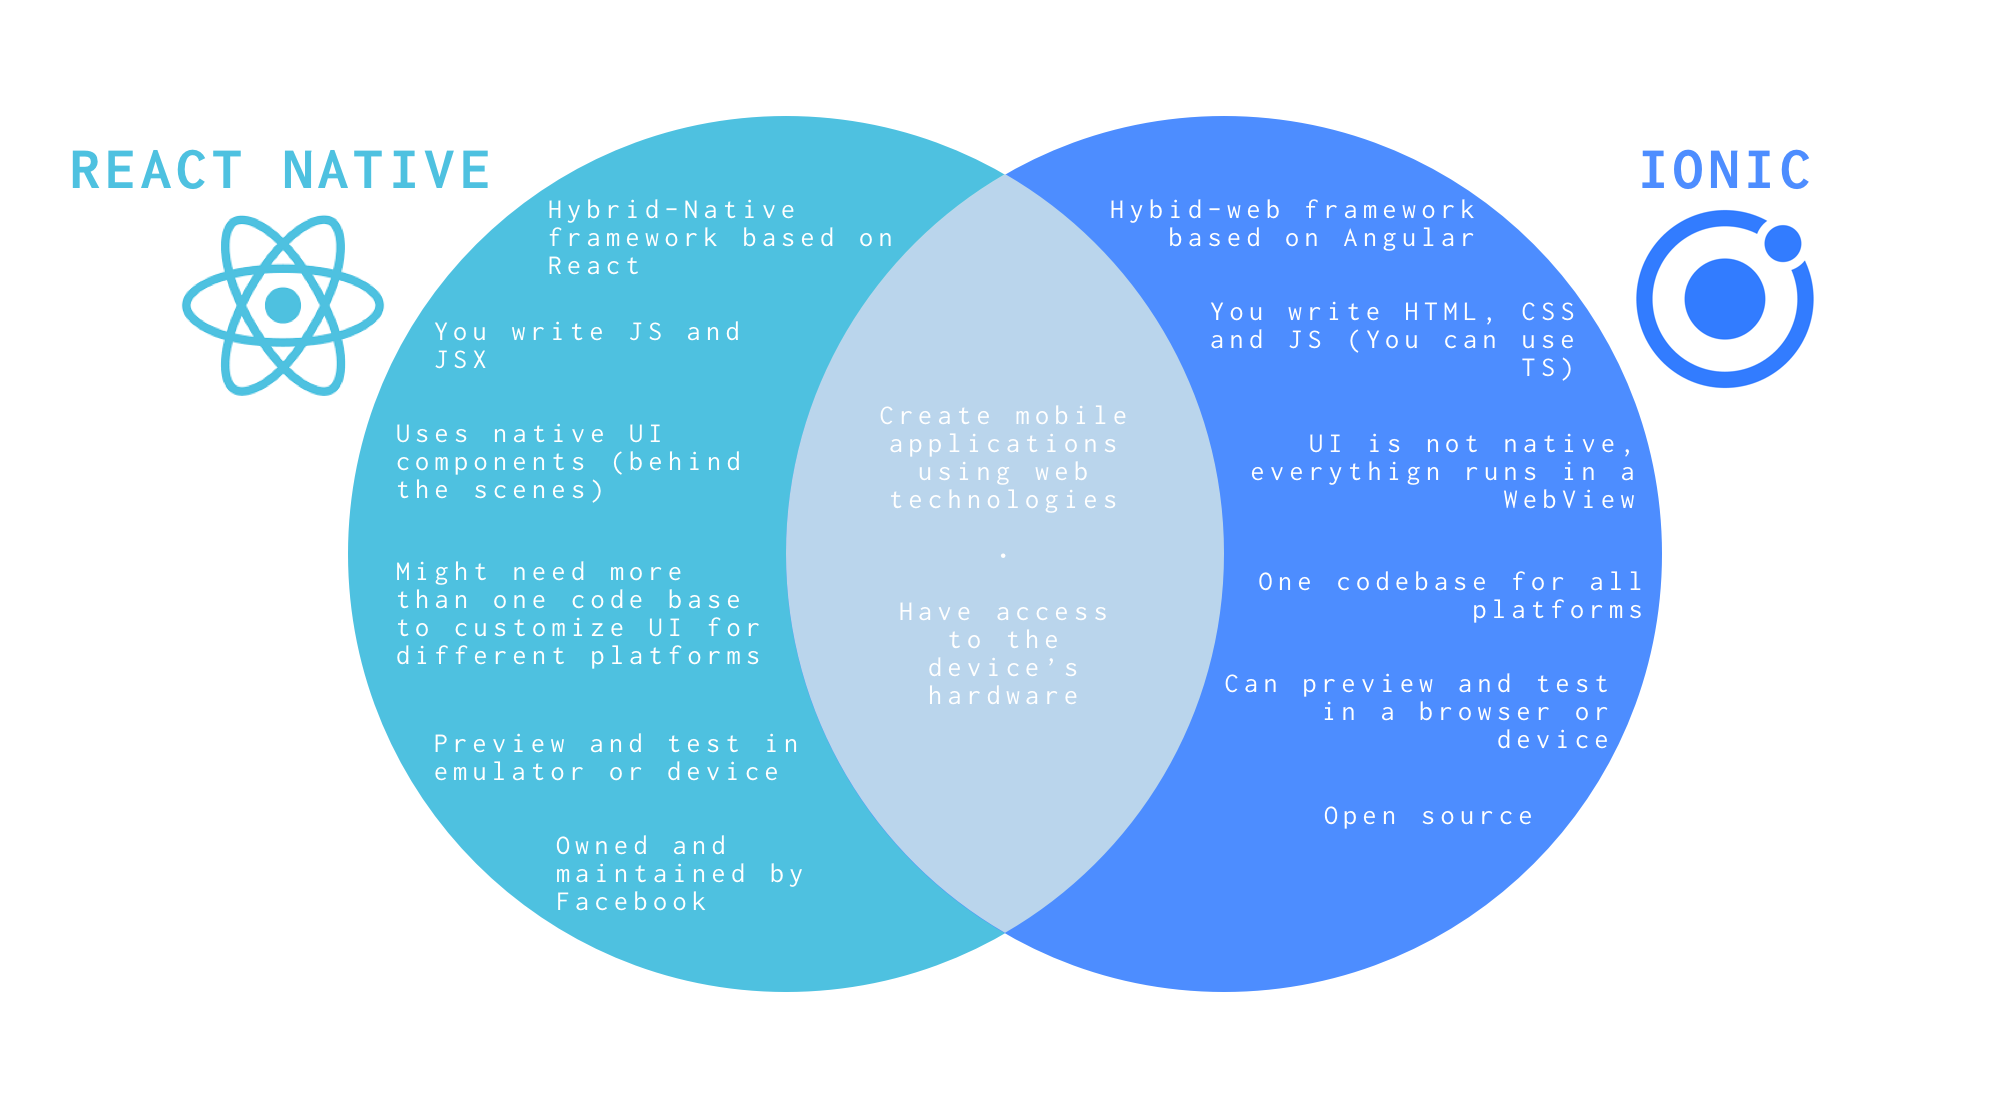 REACT NATIVE
Hybrid-Native
framework based on
React
You write JS and
JSX
Uses native UI
components (behind
the scenes)
Might need more
than one code base
to customize UI for
different platforms
Preview and test in
emulator or device
Owned and
maintained by
Facebook
Create mobile
applications
using web
technologies
.
Have access
to the
device’s
hardware
IONIC
Hybid-web framework
based on Angular
You write HTML, CSS
and JS (You can use
TS)
UI is not native,
everythign runs in a
WebView
One codebase for all
platforms
Can preview and test
in a browser or
device
Open source